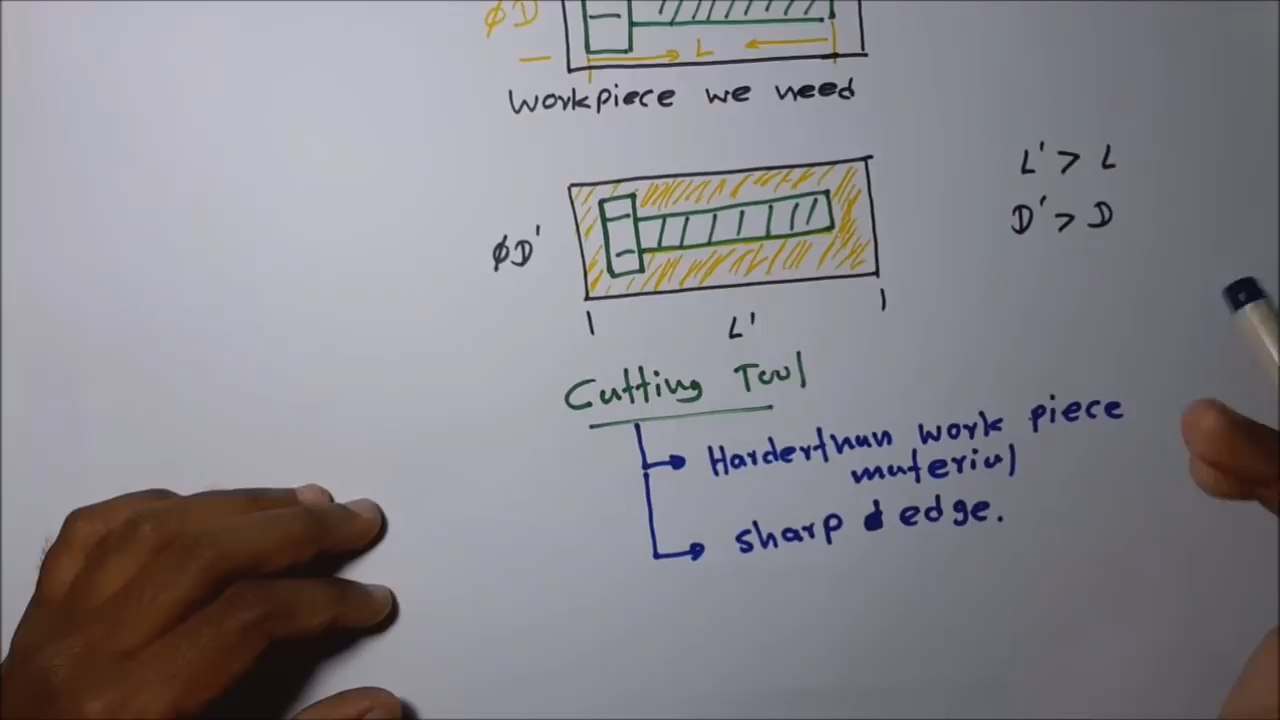 φD
L
Workpiece we need
L' > L
D' > D
φD'
L'
Cutting Tool
Harderthan work piece
material
sharp edge.